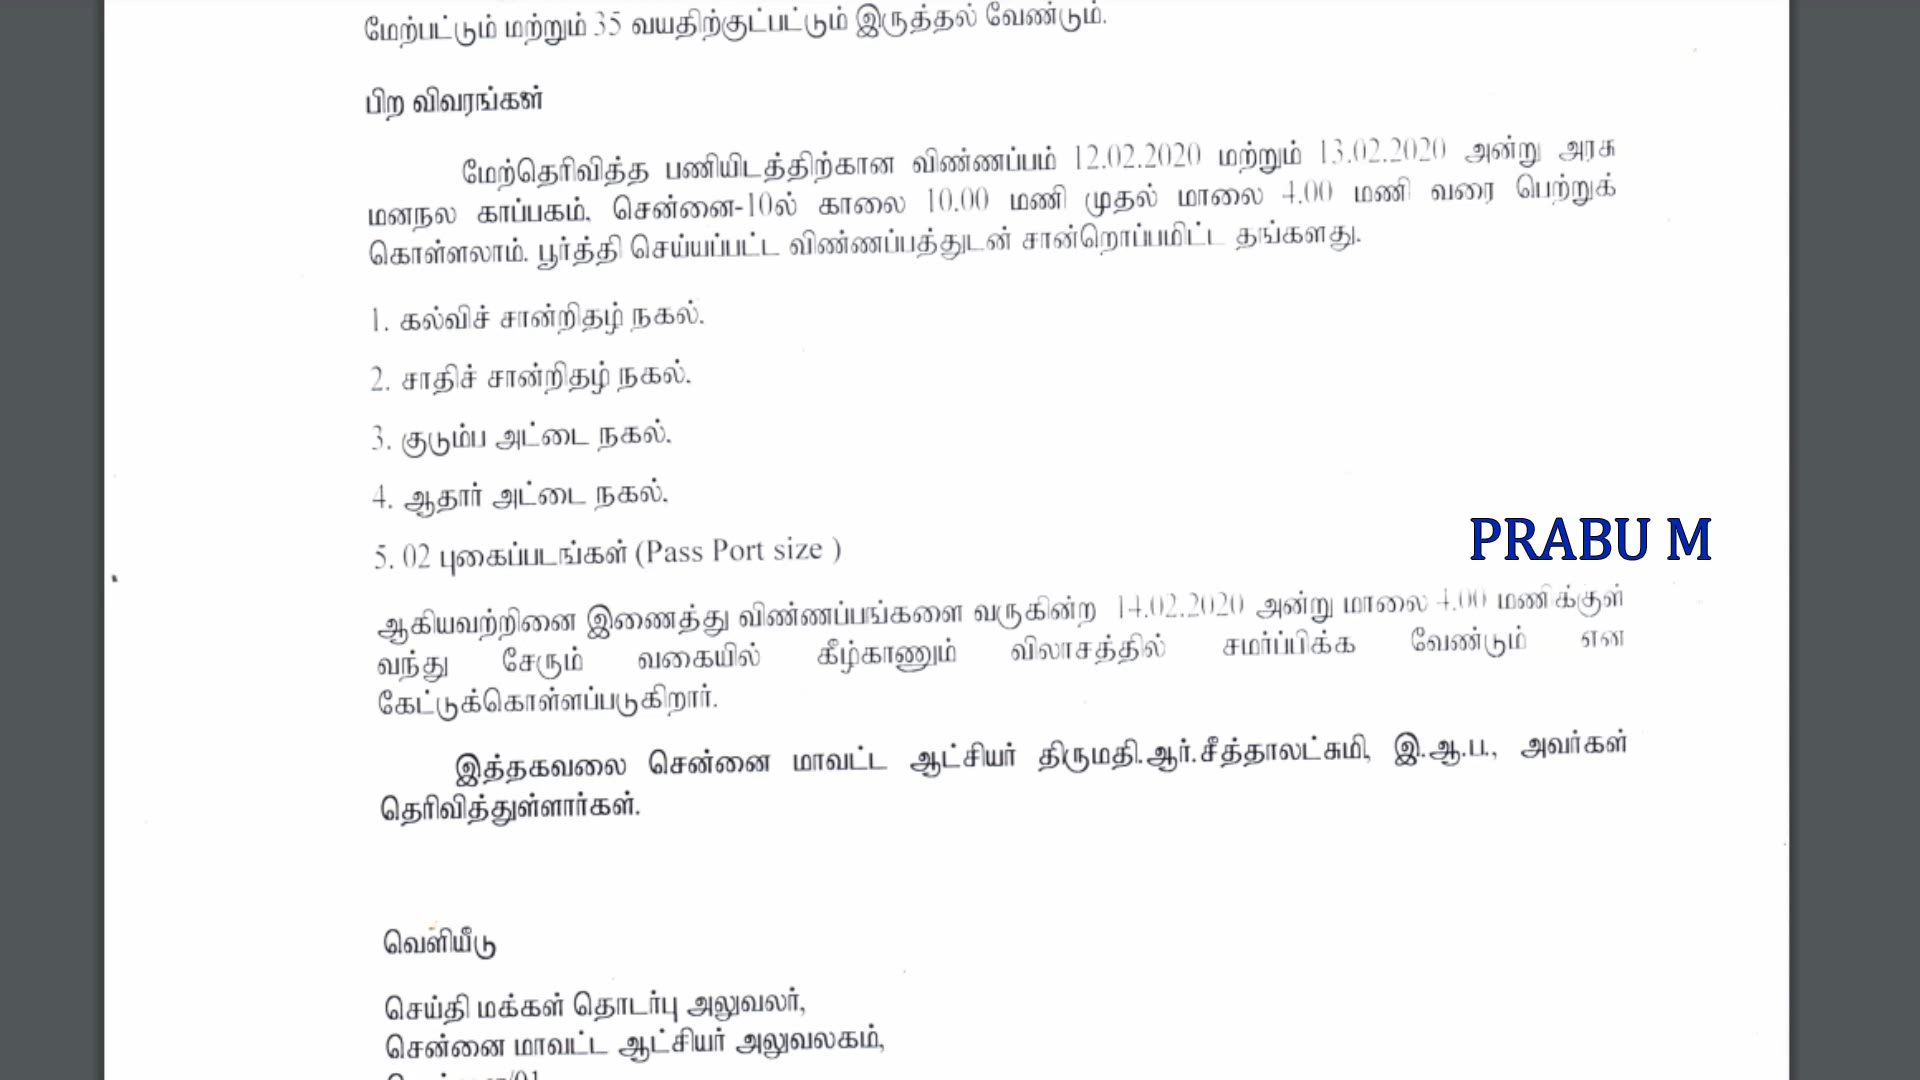 மேற்பட்டும் மற்றும் 35 வயதிற்குட்பட்டும் இருத்தல் வேண்டும்.
பிற விவரங்கள்
மேற்தெரிவித்த பணியிடத்திற்கான விண்ணப்பம் 12.02.2020 மற்றும் 13.02.2020 அன்று அரசு
மனநல காப்பகம், சென்னை-10ல் காலை 10.00 மணி முதல் மாலை 4.00 மணி வரை பெற்றுக்
கொள்ளலாம். பூர்த்தி செய்யப்பட்ட விண்ணப்பத்துடன் சான்றொப்பமிட்ட தங்களது.
1. கல்விச் சான்றிதழ் நகல்.
2. சாதிச் சான்றிதழ் நகல்.
3. குடும்ப அட்டை நகல்.
4. ஆதார் அட்டை நகல்.
5. 02 புகைப்படங்கள் (Pass Port size )
PRABU M
ஆகியவற்றினை இணைத்து விண்ணப்பங்களை வருகின்ற 14.02.2020 அன்று மாலை 4.00 மணிக்குள்
வந்து சேரும் வகையில் கீழ்காணும் விலாசத்தில் சமர்ப்பிக்க வேண்டும் என
கேட்டுக்கொள்ளப்படுகிறார்.
இத்தகவலை சென்னை மாவட்ட ஆட்சியர் திருமதி.ஆர்.சீத்தாலட்சுமி, இ.ஆ.ப., அவர்கள்
தெரிவித்துள்ளார்கள்.
வெளியீடு
செய்தி மக்கள் தொடர்பு அலுவலர்,
சென்னை மாவட்ட ஆட்சியர் அலுவலகம்,